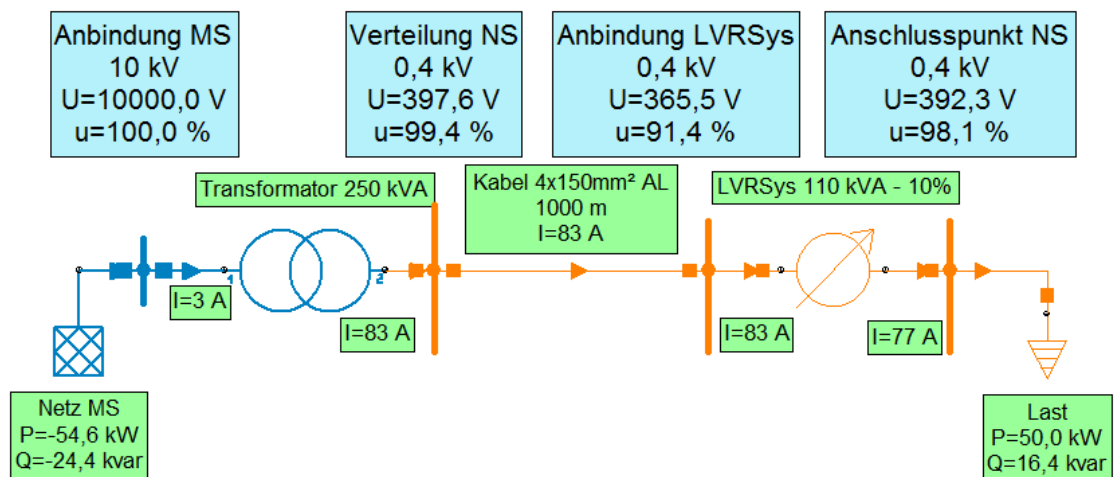 Anbindung MS
10 kV
U=10000,0 V
u=100,0 %
Verteilung NS
0,4 kV
U=397,6 V
u=99,4 %
Anbindung LVRSys
0,4 kV
U=365,5 V
u=91,4 %
Anschlusspunkt NS
0,4 kV
U=392,3 V
u=98,1 %
Transformator 250 kVA
Kabel 4x150mm² AL
1000 m
I=83 A
LVRSys 110 kVA - 10%
1
2
I=3 A
I=83 A
I=83 A
I=77 A
Netz MS
P=-54,6 kW
Q=-24,4 kvar
Last
P=50,0 kW
Q=16,4 kvar